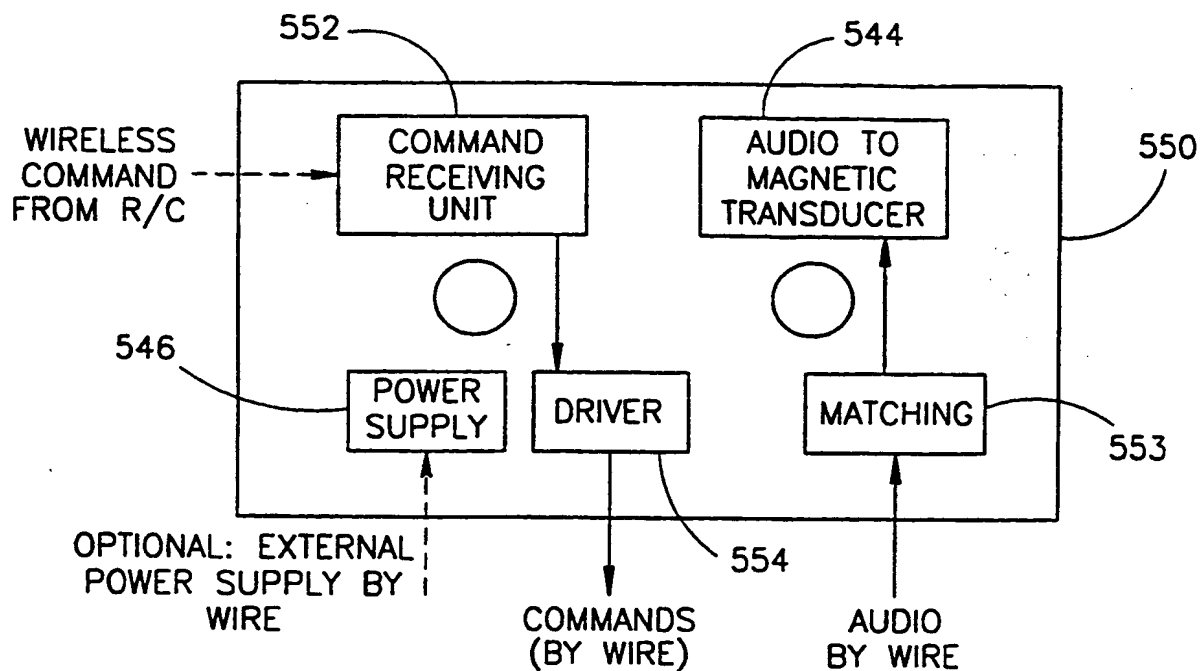 552
544
WIRELESS
COMMAND
FROM R/C
COMMAND
RECEIVING
UNIT
AUDIO TO
MAGNETIC
TRANSDUCER
550
546
POWER
SUPPLY
DRIVER
MATCHING
553
554
OPTIONAL: EXTERNAL
POWER SUPPLY BY
WIRE
COMMANDS
(BY WIRE)
AUDIO
BY WIRE